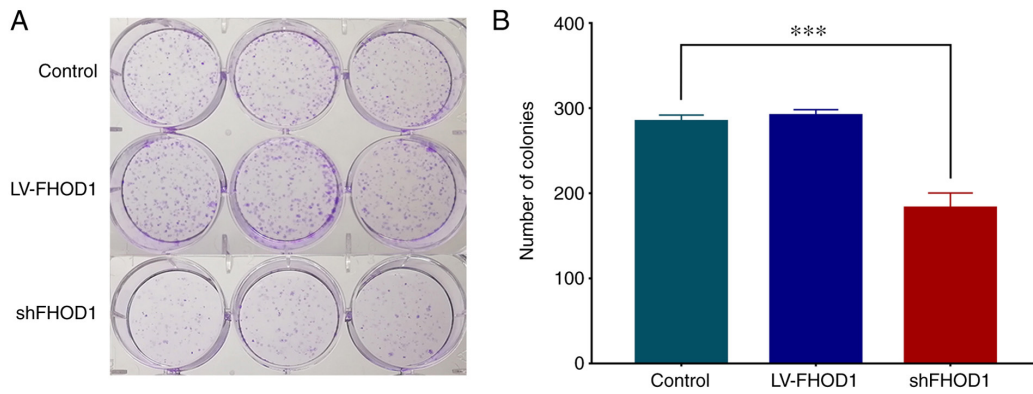 A
Control
LV-FHOD1
shFHOD1
B
400
300
200
100
0
Number of colonies
***
Control
LV-FHOD1
shFHOD1